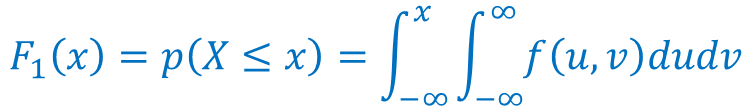 F₁(x) = p(X ≤ x) = ∫_{-∞}^{x} ∫_{-∞}^{∞} f(u, v)dudv